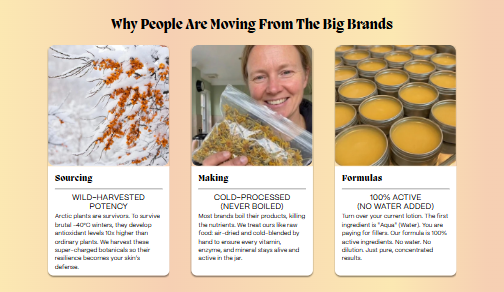 Why People Are Moving From The Big Brands
Sourcing
WILD-HARVESTED
POTENCY
Arctic plants are survivors. To survive
brutal -40°C winters, they develop
antioxidant levels 10x higher than
ordinary plants. We harvest these
super-charged botanicals so their
resilience becomes your skin's
defense.
Making
COLD-PROCESSED
(NEVER BOILED)
Most brands boil their products, killing
the nutrients. We treat ours like raw
food: air-dried and cold-blended by
hand to ensure every vitamin,
enzyme, and mineral stays alive and
active in the jar.
Formulas
100% ACTIVE
(NO WATER ADDED)
Turn over your current lotion. The first
ingredient is "Aqua" (Water). You are
paying for fillers. Our formula is 100%
active ingredients. No water. No
dilution. Just pure, concentrated
results.